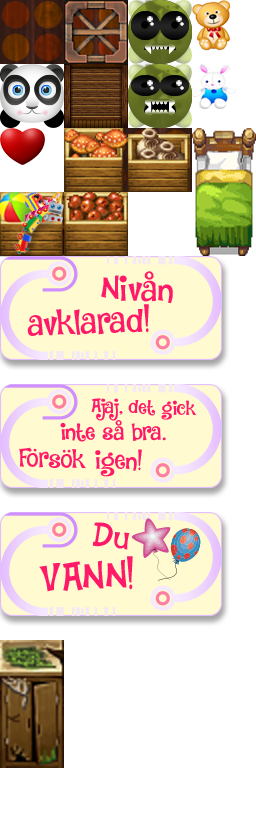 Nivån
avklarad!
Ajaj, det gick
inte så bra.
Försök igen!
Du
VANN!